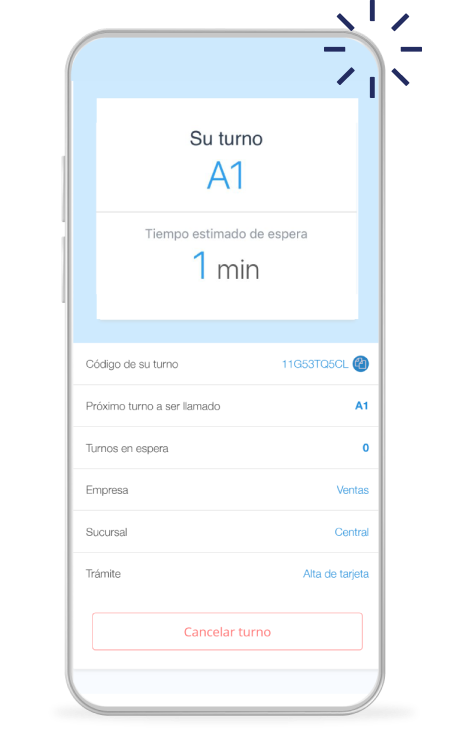 Su turno
A1
Tiempo estimado de espera
1 min
Código de su turno 11G53TQ5CL
Próximo turno a ser llamado A1
Turnos en espera 0
Empresa Ventas
Sucursal Central
Trámite Alta de tarjeta
Cancelar turno